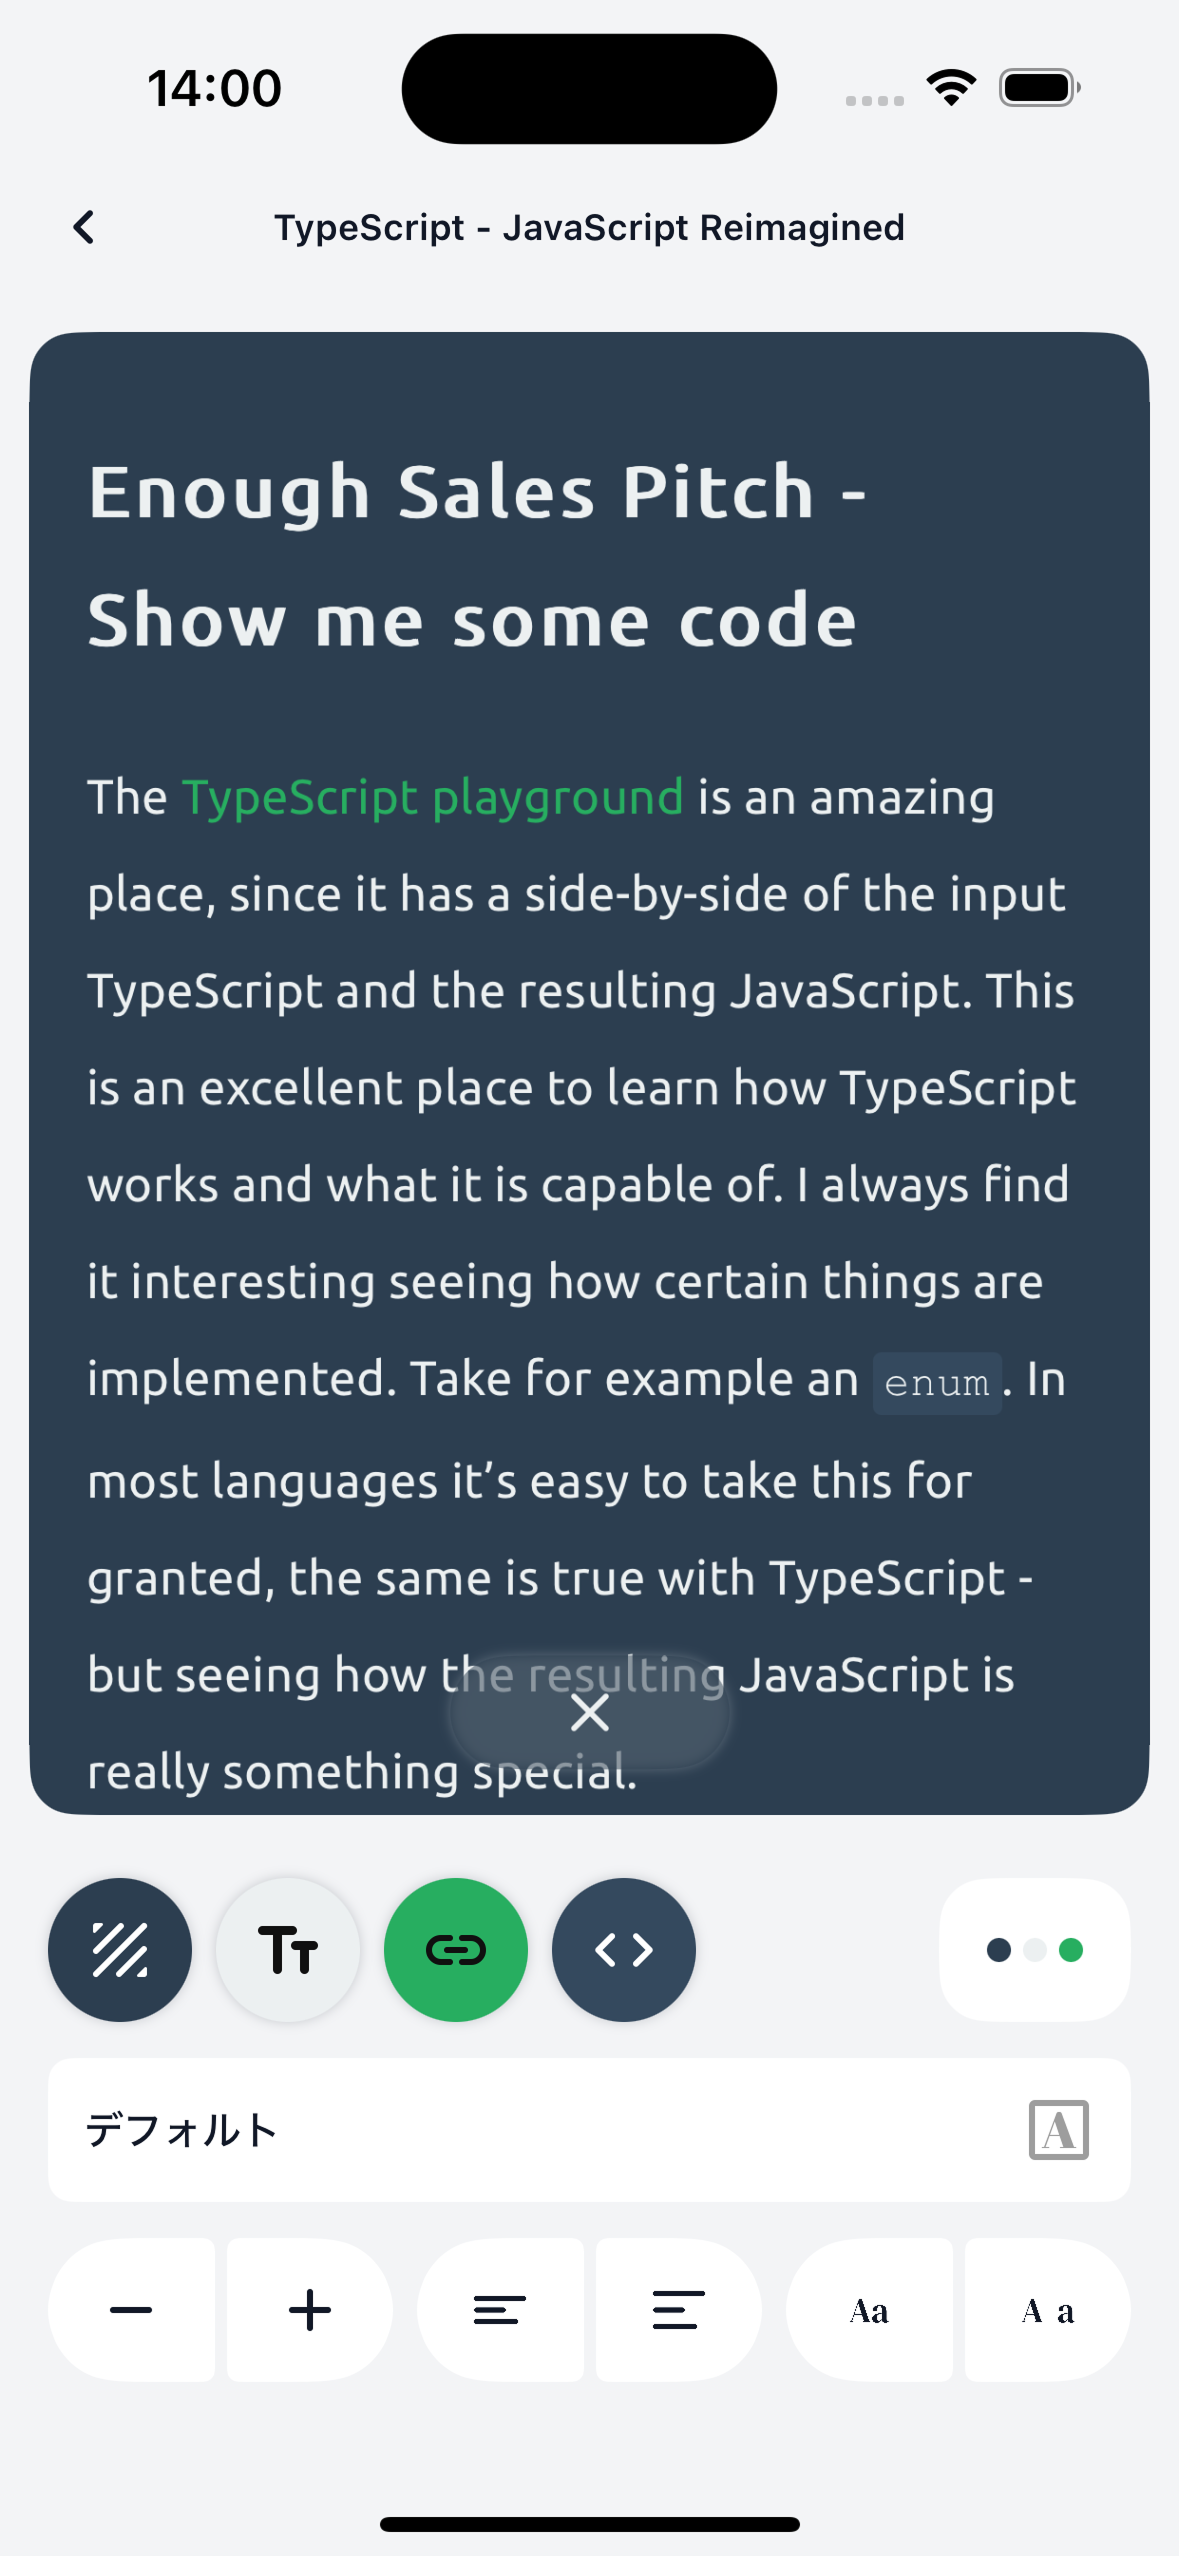 14:00
TypeScript - JavaScript Reimagined
Enough Sales Pitch -
Show me some code
The TypeScript playground is an amazing
place, since it has a side-by-side of the input
TypeScript and the resulting JavaScript. This
is an excellent place to learn how TypeScript
works and what it is capable of. I always find
it interesting seeing how certain things are
implemented. Take for example an enum. In
most languages it’s easy to take this for
granted, the same is true with TypeScript -
but seeing how the resulting JavaScript is
really something special.
Tт
デフォルト
A
Aa
A a